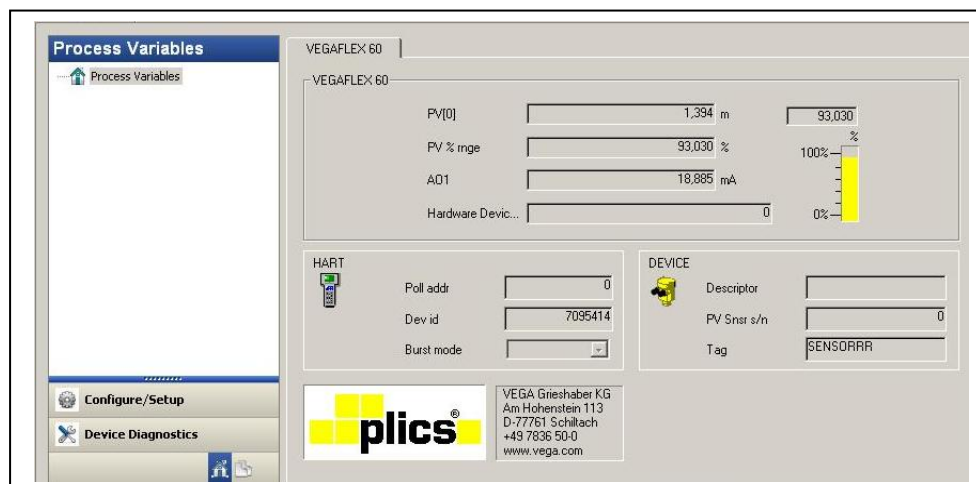 Process Variables
Process Variables
Configure/Setup
Device Diagnostics
VEGAFLEX 60
VEGAFLEX 60
PV[0] 1,394 m 93,030
PV % rnge 93,030 % %
AO1 18,885 mA 100%
Hardware Devic... 0 0%
HART
Poll addr 0
Dev id 7095414
Burst mode
DEVICE
Descriptor
PV Snsr s/n 0
Tag SENSORRR
plics®
VEGA Grieshaber KG
Am Hohenstein 113
D-77761 Schiltach
+49 7836 50-0
www.vega.com